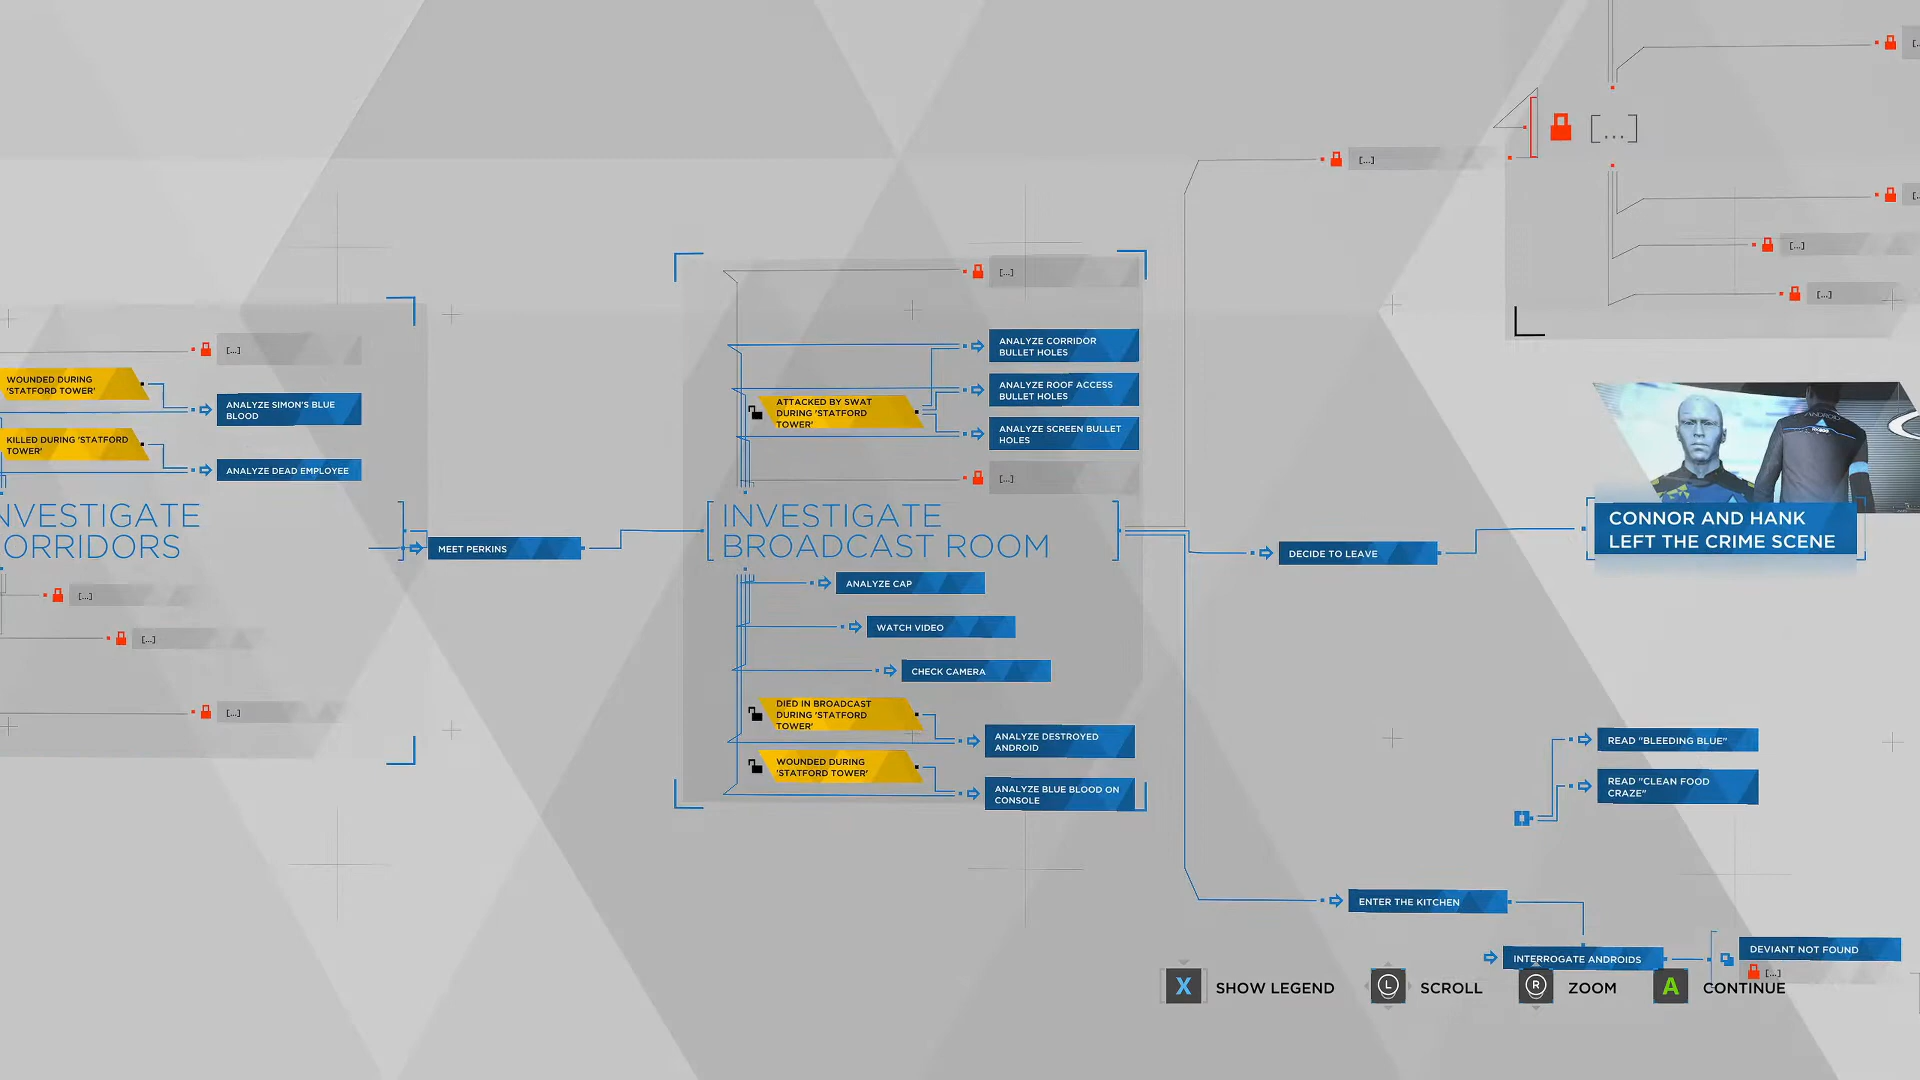 [...]
WOUNDED DURING
'STATFORD TOWER'
ANALYZE SIMON'S BLUE
BLOOD
KILLED DURING 'STATFORD
TOWER'
ANALYZE DEAD EMPLOYEE
NVESTIGATE
ORRIDORS
[...]
[...]
[...]
MEET PERKINS
[...]
ANALYZE CORRIDOR
BULLET HOLES
ANALYZE ROOF ACCESS
BULLET HOLES
ATTACKED BY SWAT
DURING 'STATFORD
TOWER'
ANALYZE SCREEN BULLET
HOLES
[...]
INVESTIGATE
BROADCAST ROOM
ANALYZE CAP
WATCH VIDEO
CHECK CAMERA
DIED IN BROADCAST
DURING 'STATFORD
TOWER'
ANALYZE DESTROYED
ANDROID
WOUNDED DURING
'STATFORD TOWER'
ANALYZE BLUE BLOOD ON
CONSOLE
[...]
[...]
[...]
[...]
DECIDE TO LEAVE
ANDROID
CONNOR AND HANK
LEFT THE CRIME SCENE
READ "BLEEDING BLUE"
READ "CLEAN FOOD
CRAZE"
ENTER THE KITCHEN
INTERROGATE ANDROIDS
DEVIANT NOT FOUND
[...]
X SHOW LEGEND
L SCROLL
R ZOOM
A CONTINUE